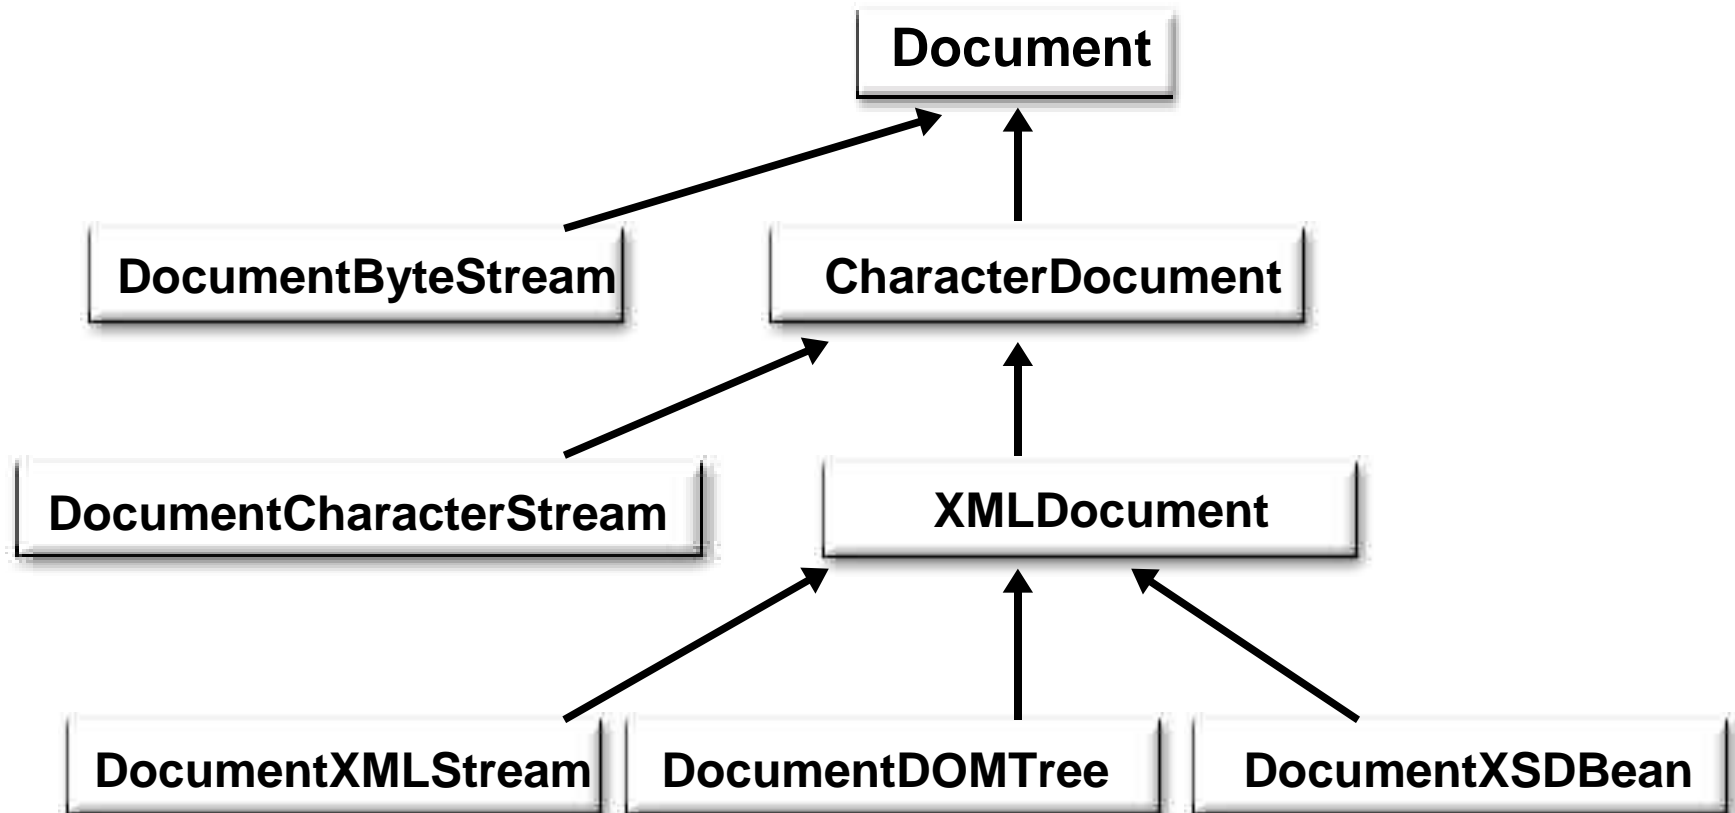 Document
DocumentByteStream
CharacterDocument
DocumentCharacterStream
XMLDocument
DocumentXMLStream
DocumentDOMTree
DocumentXSDBean